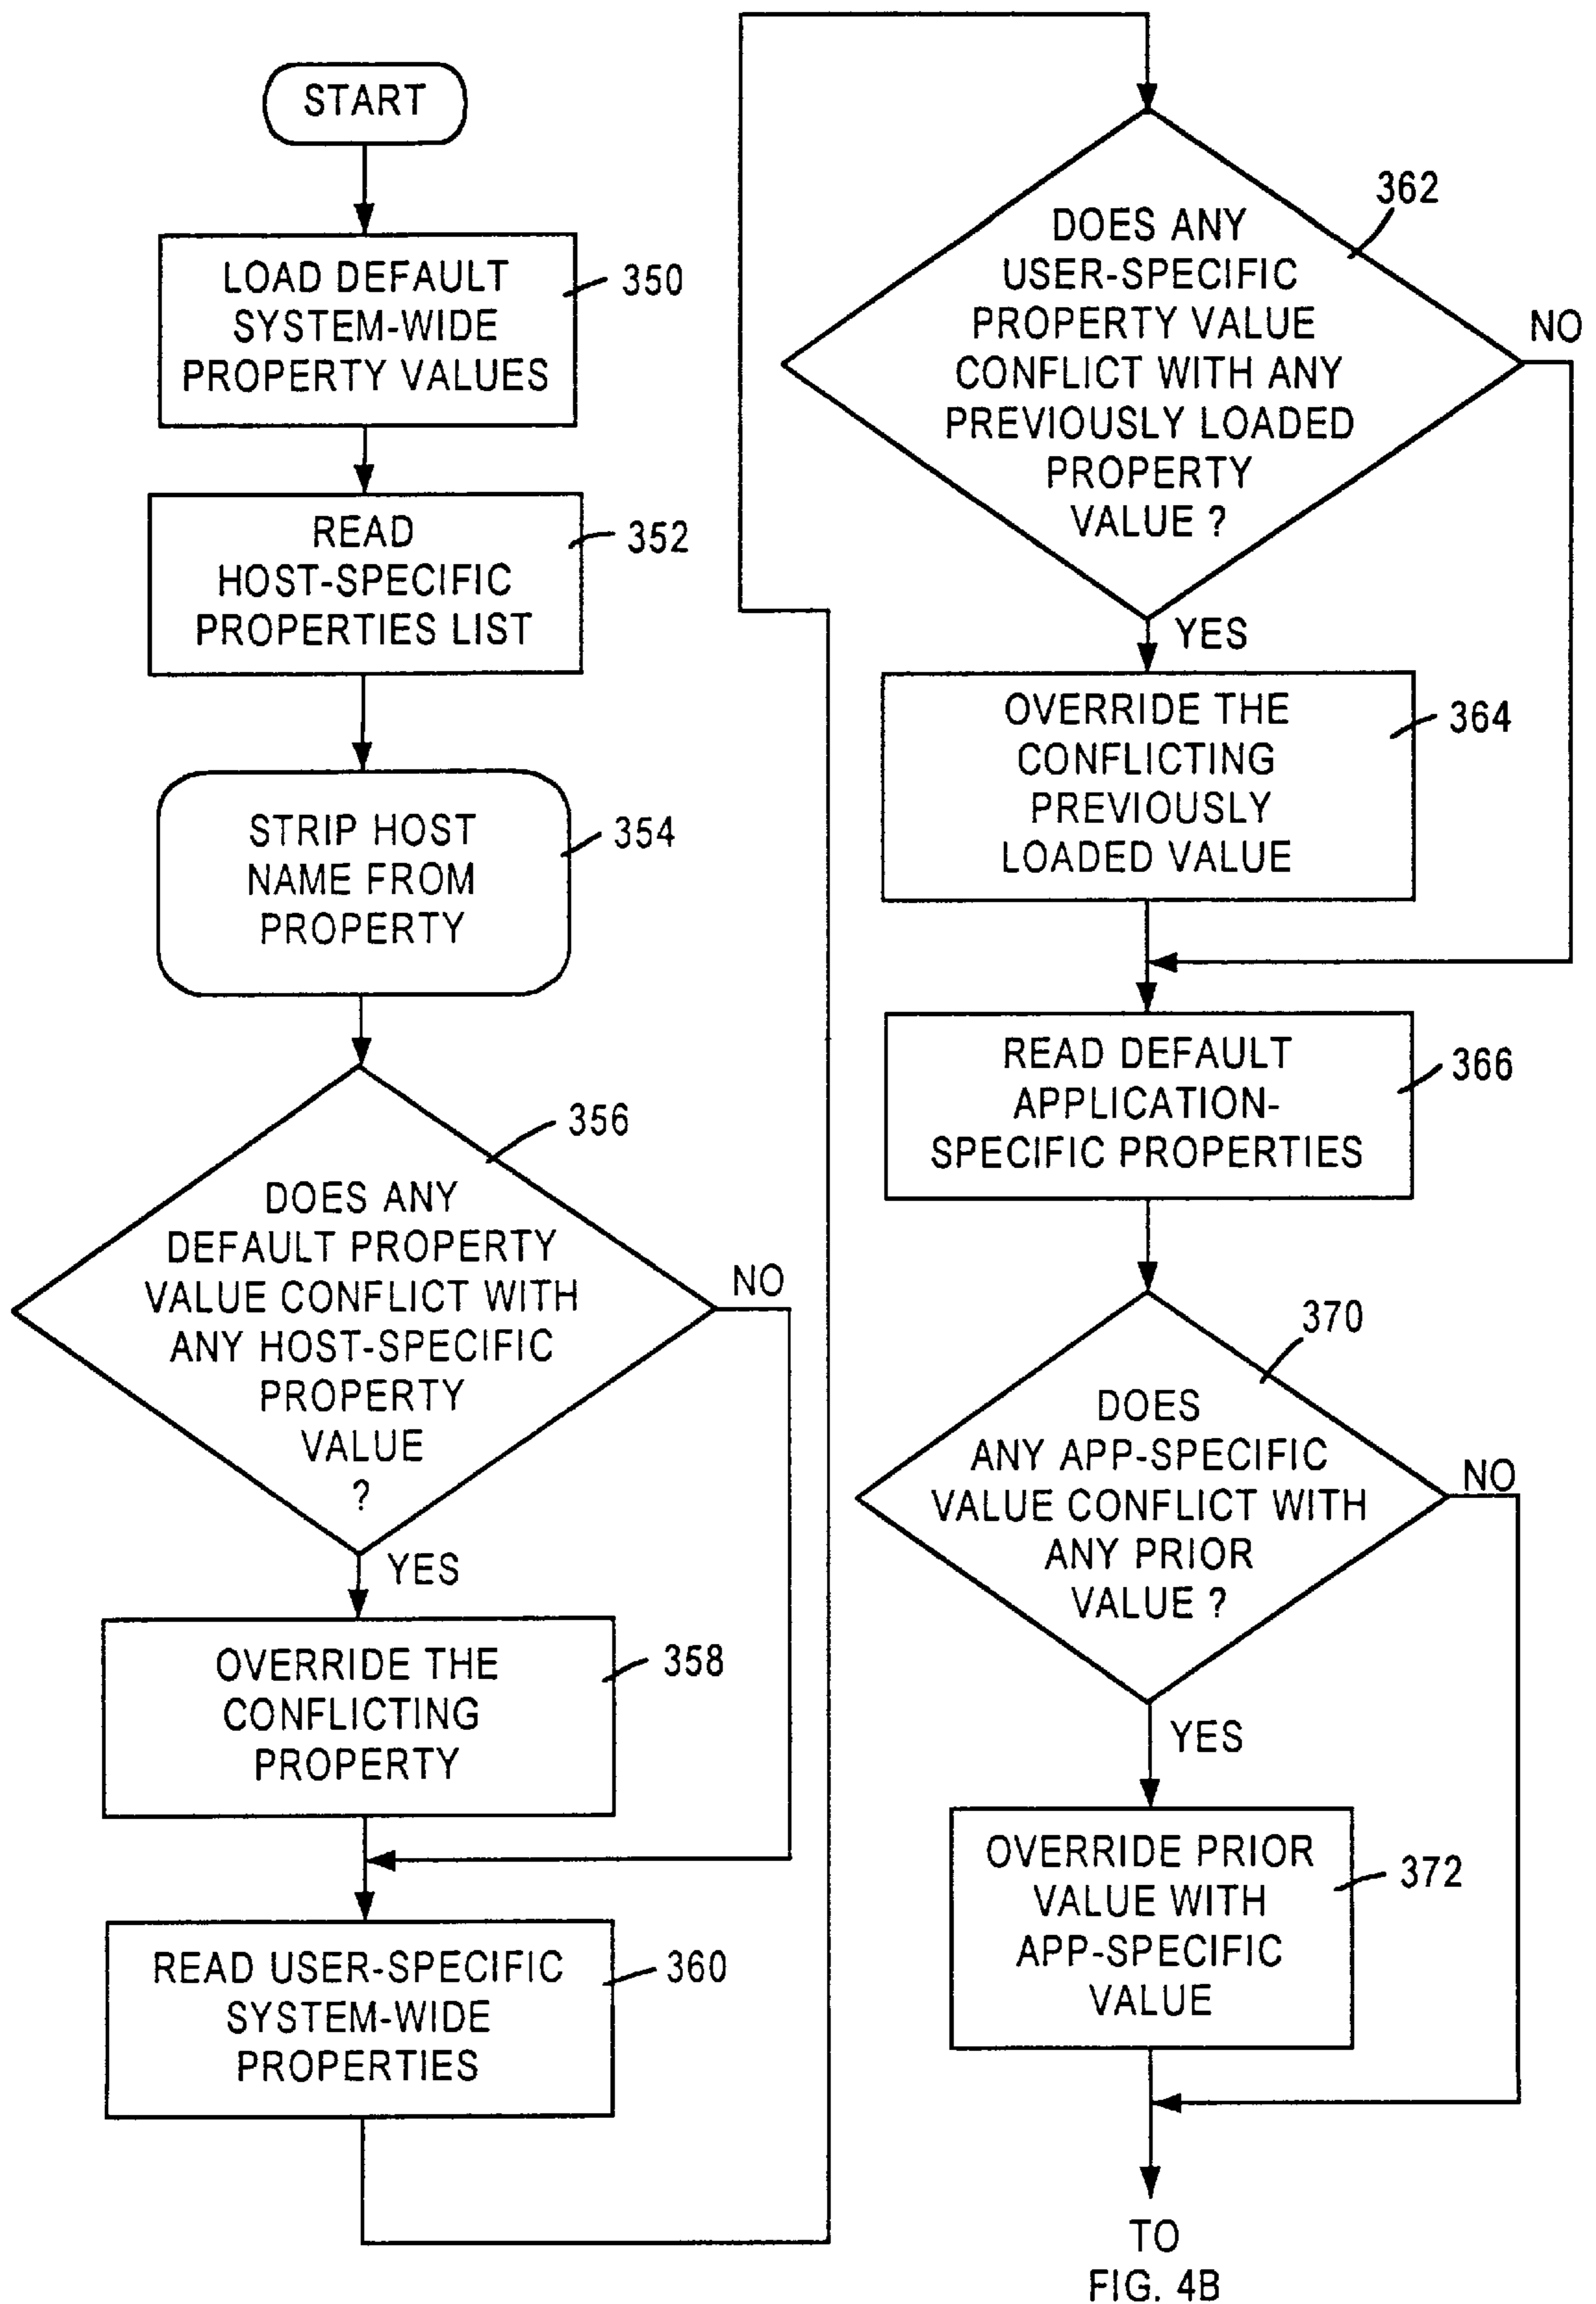 START
LOAD DEFAULT
SYSTEM-WIDE
PROPERTY VALUES
350
READ
HOST-SPECIFIC
PROPERTIES LIST
352
STRIP HOST
NAME FROM
PROPERTY
354
356
DOES ANY
DEFAULT PROPERTY
VALUE CONFLICT WITH
ANY HOST-SPECIFIC
PROPERTY
VALUE
?
NO
YES
OVERRIDE THE
CONFLICTING
PROPERTY
358
READ USER-SPECIFIC
SYSTEM-WIDE
PROPERTIES
360
362
DOES ANY
USER-SPECIFIC
PROPERTY VALUE
CONFLICT WITH ANY
PREVIOUSLY LOADED
PROPERTY
VALUE ?
NO
YES
OVERRIDE THE
CONFLICTING
PREVIOUSLY
LOADED VALUE
364
READ DEFAULT
APPLICATION-
SPECIFIC PROPERTIES
366
370
DOES
ANY APP-SPECIFIC
VALUE CONFLICT WITH
ANY PRIOR
VALUE ?
NO
YES
OVERRIDE PRIOR
VALUE WITH
APP-SPECIFIC
VALUE
372
TO
FIG. 4B